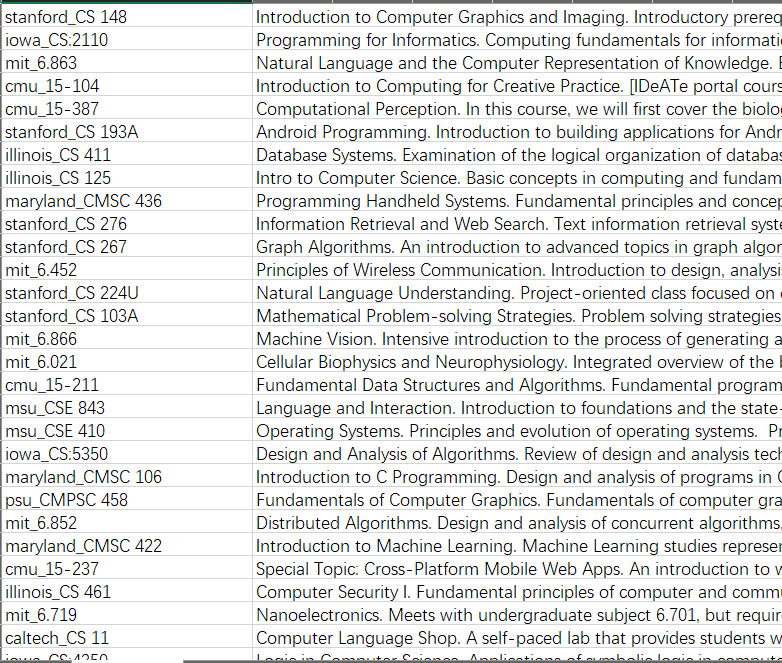 stanford_CS 148 Introduction to Computer Graphics and Imaging. Introductory prereq
iowa_CS:2110 Programming for Informatics. Computing fundamentals for informati
mit_6.863 Natural Language and the Computer Representation of Knowledge.
cmu_15-104 Introduction to Computing for Creative Practice. [IDeATe portal cours
cmu_15-387 Computational Perception. In this course, we will first cover the biolo
stanford_CS 193A Android Programming. Introduction to building applications for Andr
illinois_CS 411 Database Systems. Examination of the logical organization of databas
illinois_CS 125 Intro to Computer Science. Basic concepts in computing and fundam
maryland_CMSC 436 Programming Handheld Systems. Fundamental principles and concep
stanford_CS 276 Information Retrieval and Web Search. Text information retrieval syste
stanford_CS 267 Graph Algorithms. An introduction to advanced topics in graph algor
mit_6.452 Principles of Wireless Communication. Introduction to design, analysis
stanford_CS 224U Natural Language Understanding. Project-oriented class focused on
stanford_CS 103A Mathematical Problem-solving Strategies. Problem solving strategies
mit_6.866 Machine Vision. Intensive introduction to the process of generating a
mit_6.021 Cellular Biophysics and Neurophysiology. Integrated overview of the
cmu_15-211 Fundamental Data Structures and Algorithms. Fundamental program
msu_CSE 843 Language and Interaction. Introduction to foundations and the state-
msu_CSE 410 Operating Systems. Principles and evolution of operating systems. Pr
iowa_CS:5350 Design and Analysis of Algorithms. Review of design and analysis tech
maryland_CMSC 106 Introduction to C Programming. Design and analysis of programs in C
psu_CMPSC 458 Fundamentals of Computer Graphics. Fundamentals of computer gra
mit_6.852 Distributed Algorithms. Design and analysis of concurrent algorithms,
maryland_CMSC 422 Introduction to Machine Learning. Machine Learning studies represe
cmu_15-237 Special Topic: Cross-Platform Mobile Web Apps. An introduction to w
illinois_CS 461 Computer Security I. Fundamental principles of computer and commu
mit_6.719 Nanoelectronics. Meets with undergraduate subject 6.701, but requir
caltech_CS 11 Computer Language Shop. A self-paced lab that provides students w
iowa_CS:4350 Logic in Computer Science. Applications of symbolic logic in compute